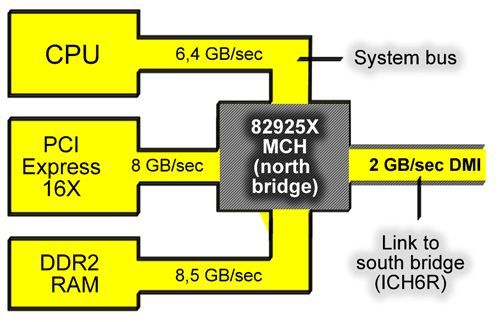 CPU
6,4 GB/sec
System bus
82925X
MCH
(north
bridge)
PCI
Express
16X
8 GB/sec
2 GB/sec DMI
Link to
south bridge
(ICH6R)
DDR2
RAM
8,5 GB/sec